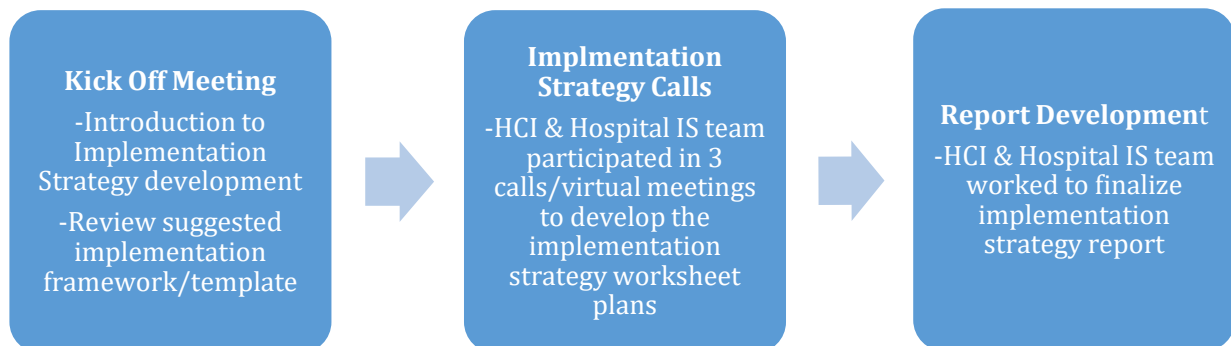 Kick Off Meeting
-Introduction to
Implementation
Strategy development
-Review suggested
implementation
framework/template
Implmentation
Strategy Calls
-HCI & Hospital IS team
participated in 3
calls/virtual meetings
to develop the
implementation
strategy worksheet
plans
Report Development
-HCI & Hospital IS team
worked to finalize
implementation
strategy report